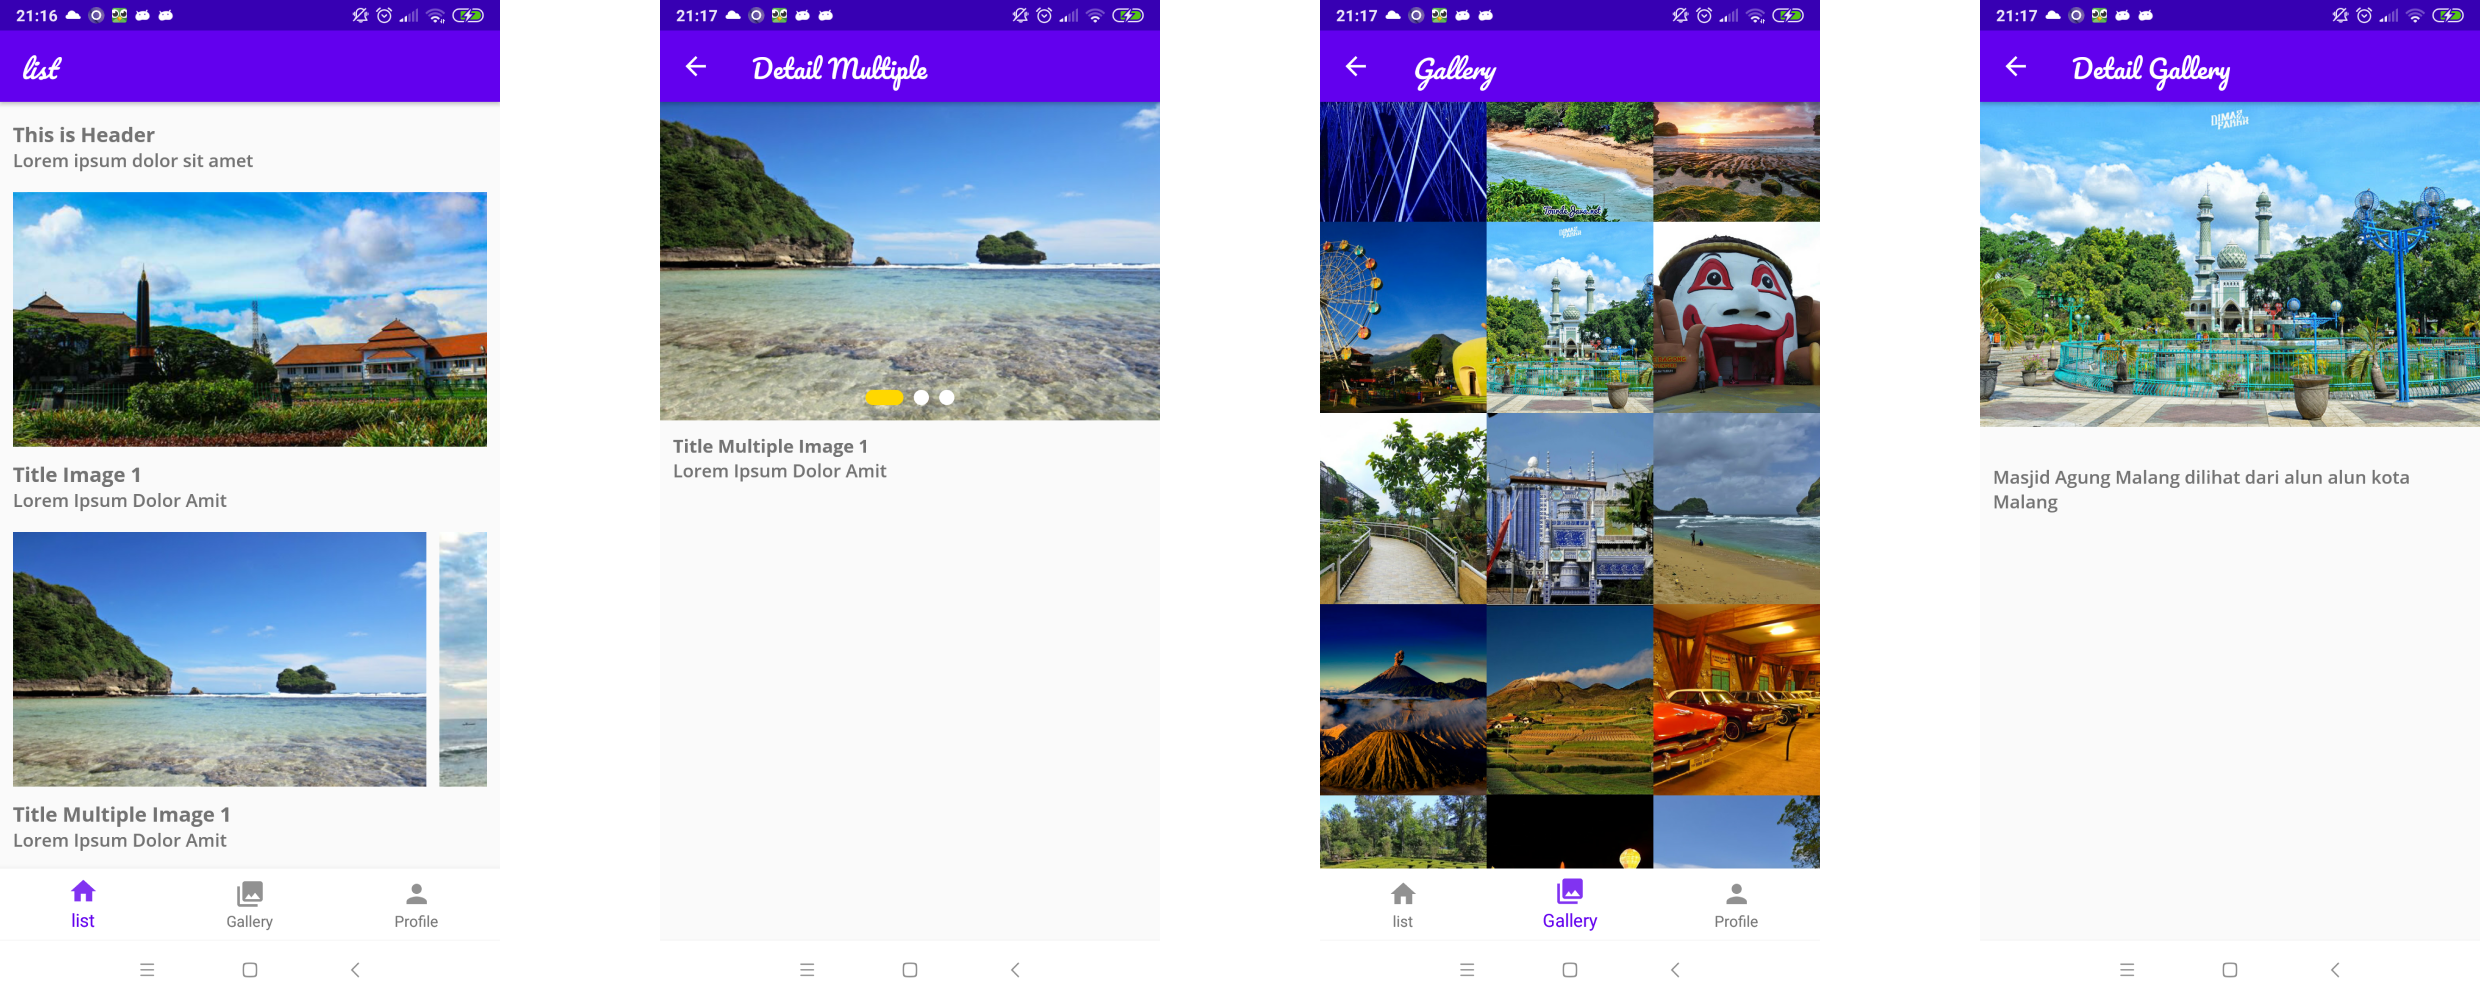 21:16
list
This is Header
Lorem ipsum dolor sit amet
Title Image 1
Lorem Ipsum Dolor Amit
Title Multiple Image 1
Lorem Ipsum Dolor Amit
list
Gallery
Profile
21:17
Detail Multiple
Title Multiple Image 1
Lorem Ipsum Dolor Amit
21:17
Gallery
TourdeJava.net
list
Gallery
Profile
21:17
Detail Gallery
Masjid Agung Malang dilihat dari alun alun kota
Malang